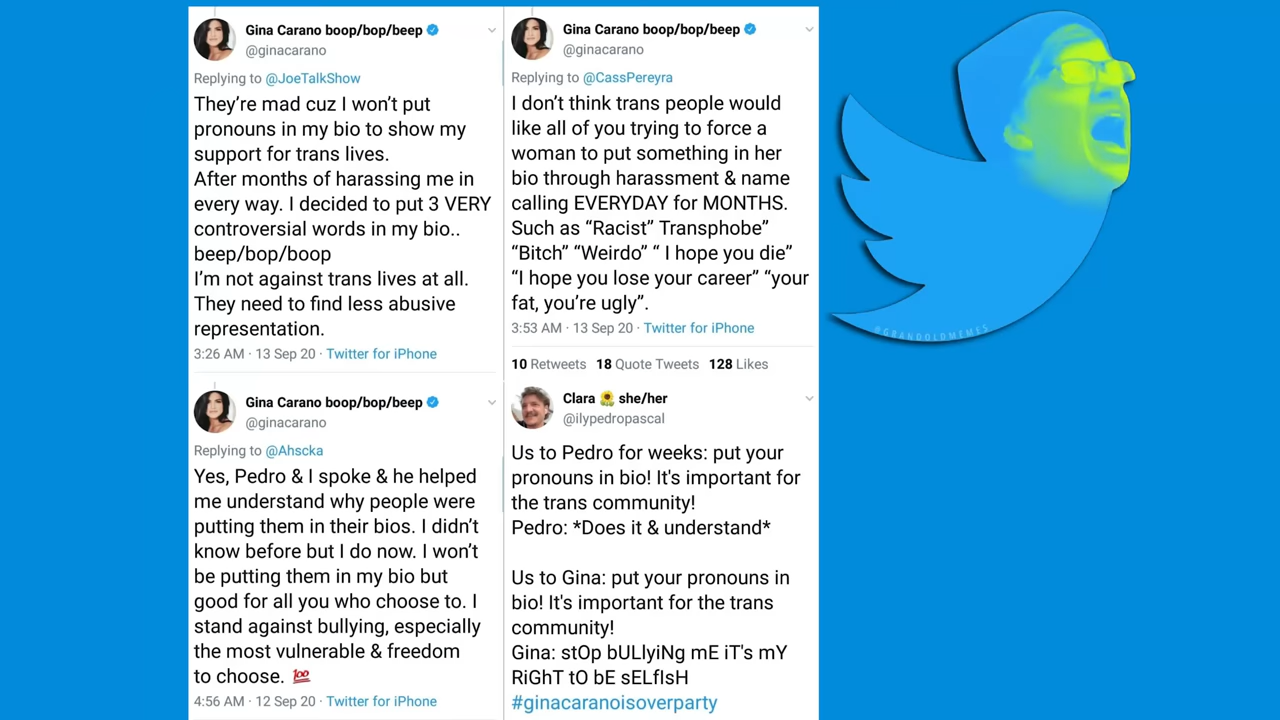 Gina Carano boop/bop/beep
@ginacarano
Replying to @JoeTalkShow
They’re mad cuz I won’t put
pronouns in my bio to show my
support for trans lives.
After months of harassing me in
every way. I decided to put 3 VERY
controversial words in my bio..
beep/bop/boop
I’m not against trans lives at all.
They need to find less abusive
representation.
3:26 AM · 13 Sep 20 · Twitter for iPhone
Gina Carano boop/bop/beep
@ginacarano
Replying to @CassPereyra
I don’t think trans people would
like all of you trying to force a
woman to put something in her
bio through harassment & name
calling EVERYDAY for MONTHS.
Such as “Racist” Transphobe”
“Bitch” “Weirdo” “ I hope you die”
“I hope you lose your career” “your
fat, you’re ugly”.
3:53 AM · 13 Sep 20 · Twitter for iPhone
10 Retweets 18 Quote Tweets 128 Likes
Gina Carano boop/bop/beep
@ginacarano
Replying to @Ahscka
Yes, Pedro & I spoke & he helped
me understand why people were
putting them in their bios. I didn’t
know before but I do now. I won’t
be putting them in my bio but
good for all you who choose to. I
stand against bullying, especially
the most vulnerable & freedom
to choose. 💯
4:56 AM · 12 Sep 20 · Twitter for iPhone
Clara 🌻 she/her
@ilypedropascal
Us to Pedro for weeks: put your
pronouns in bio! It's important for
the trans community!
Pedro: *Does it & understand*
Us to Gina: put your pronouns in
bio! It's important for the trans
community!
Gina: stOp bULlyiNg mE iT's mY
RiGhT tO bE sELfIsH
#ginacaranoisoverparty
@GRANDOLDMEMES